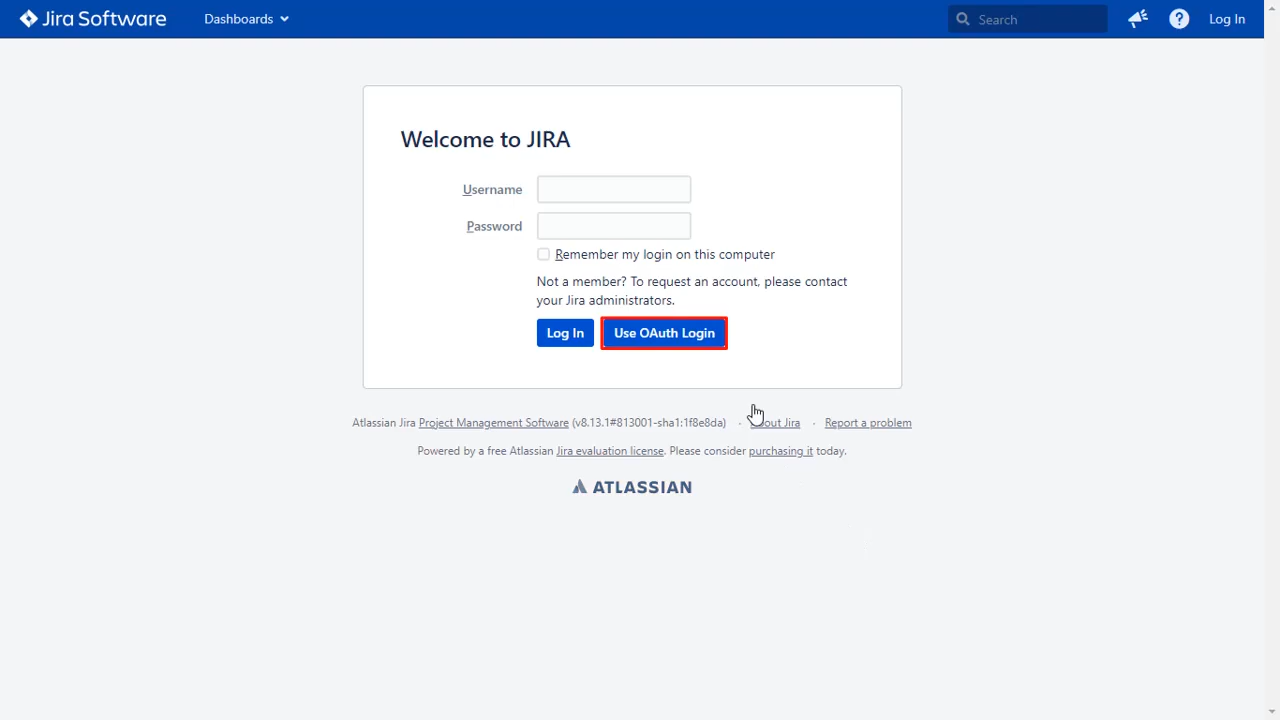 Jira Software Dashboards Search ? Log In
Welcome to JIRA
Username
Password
Remember my login on this computer
Not a member? To request an account, please contact
your Jira administrators.
Log In Use OAuth Login
Atlassian Jira Project Management Software (v8.13.1#813001-sha1:1f8e8da) · About Jira · Report a problem
Powered by a free Atlassian Jira evaluation license. Please consider purchasing it today.
ATLASSIAN